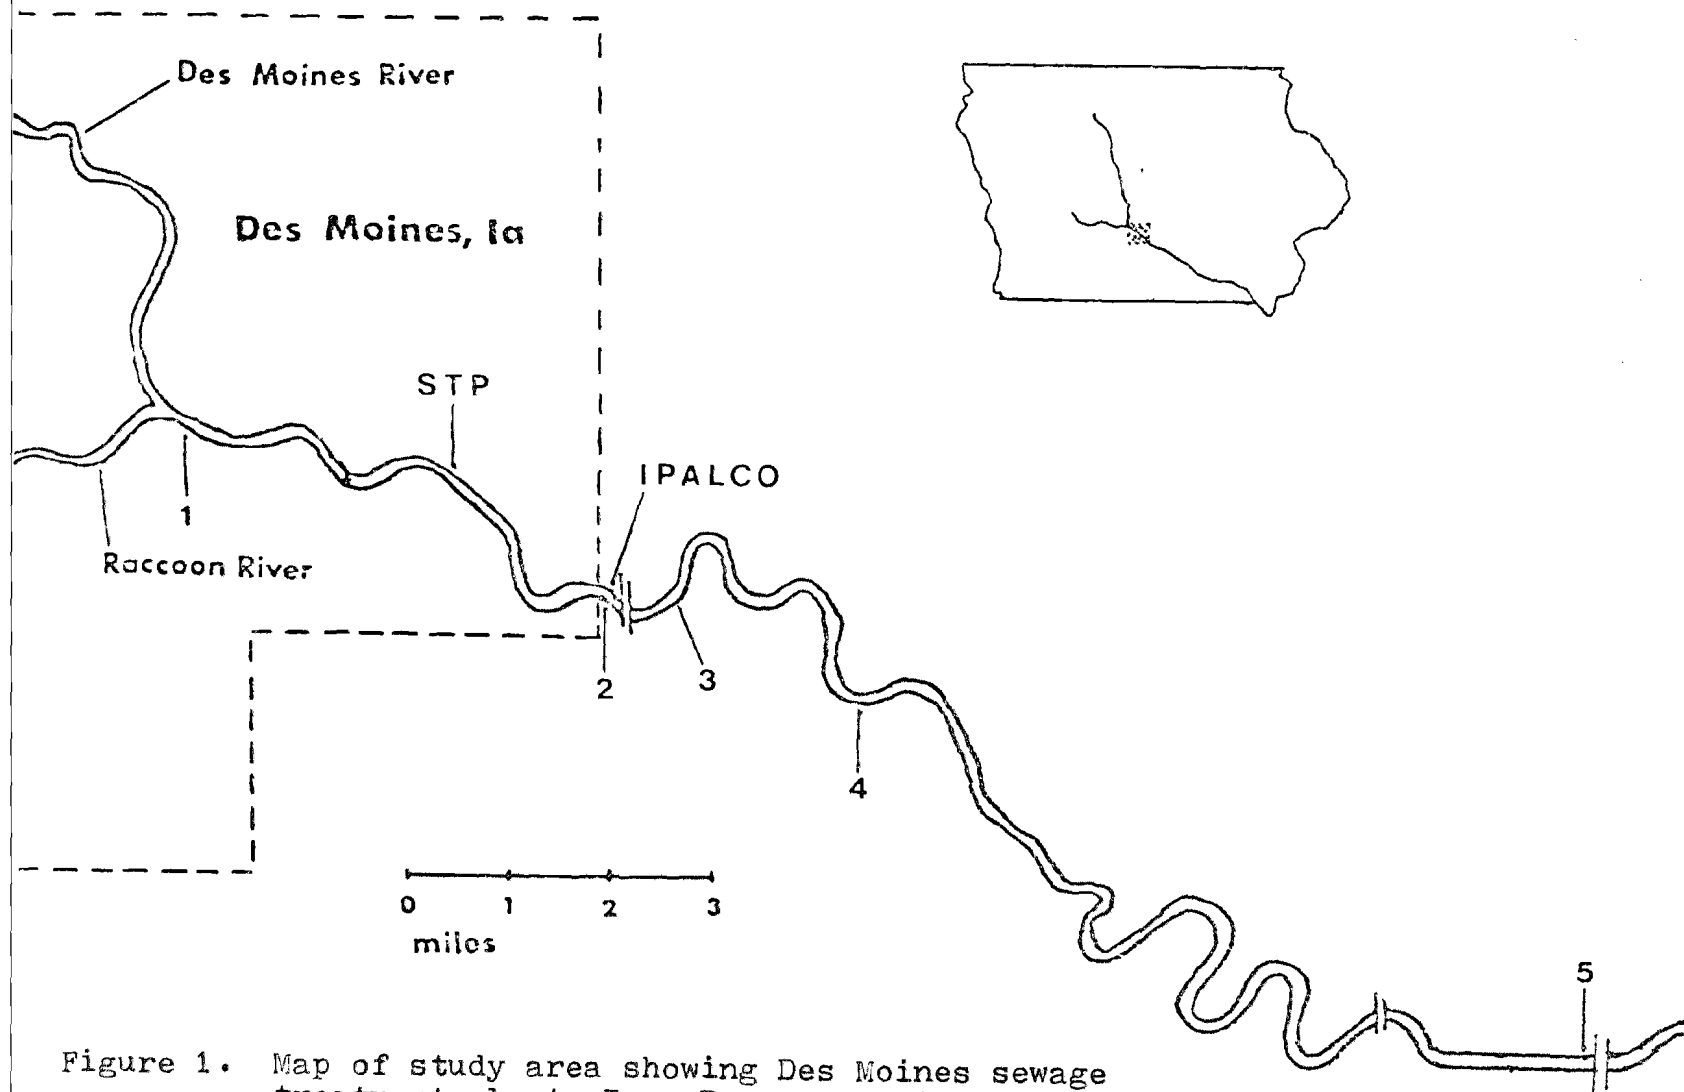 Des Moines River
Des Moines, Ia
STP
IPALCO
1
Raccoon River
2
3
4
0 1 2 3
miles
5
Figure 1. Map of study area showing Des Moines sewage